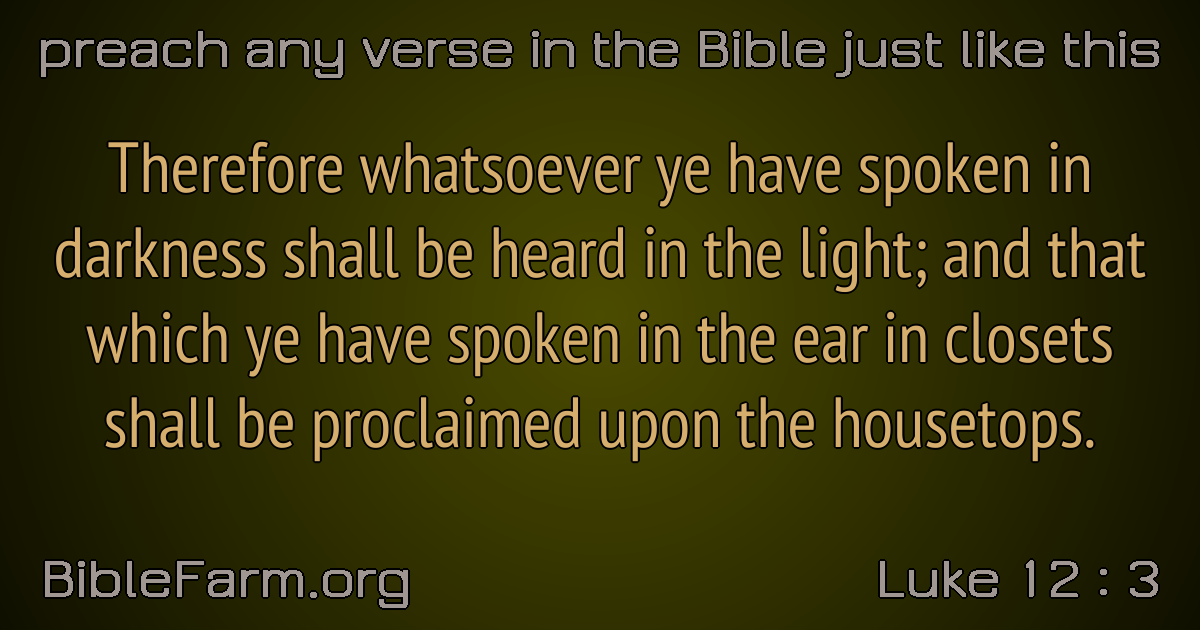 preach any verse in the Bible just like this
Therefore whatsoever ye have spoken in
darkness shall be heard in the light; and that
which ye have spoken in the ear in closets
shall be proclaimed upon the housetops.
BibleFarm.org
Luke 12 : 3